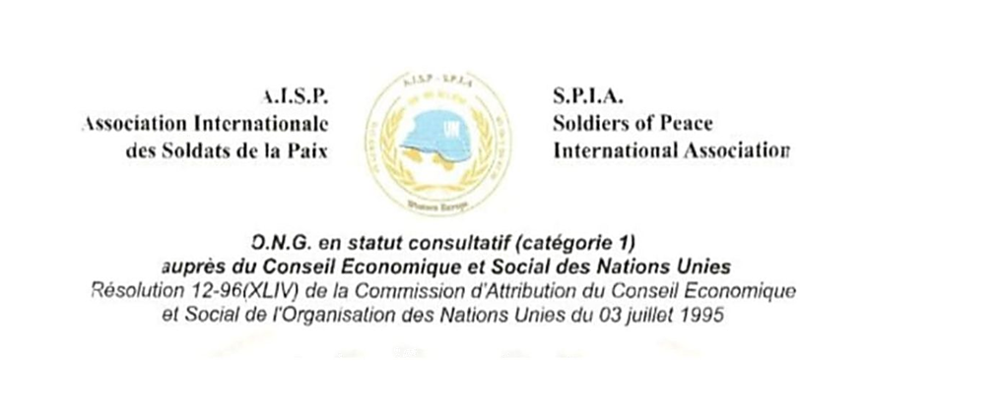 A.I.S.P.
Association Internationale
des Soldats de la Paix
A.I.S.P - S.P.I.A
UN
Women Europe
S.P.I.A.
Soldiers of Peace
International Association
O.N.G. en statut consultatif (catégorie 1)
auprès du Conseil Economique et Social des Nations Unies
Résolution 12-96(XLIV) de la Commission d'Attribution du Conseil Economique
et Social de l'Organisation des Nations Unies du 03 juillet 1995